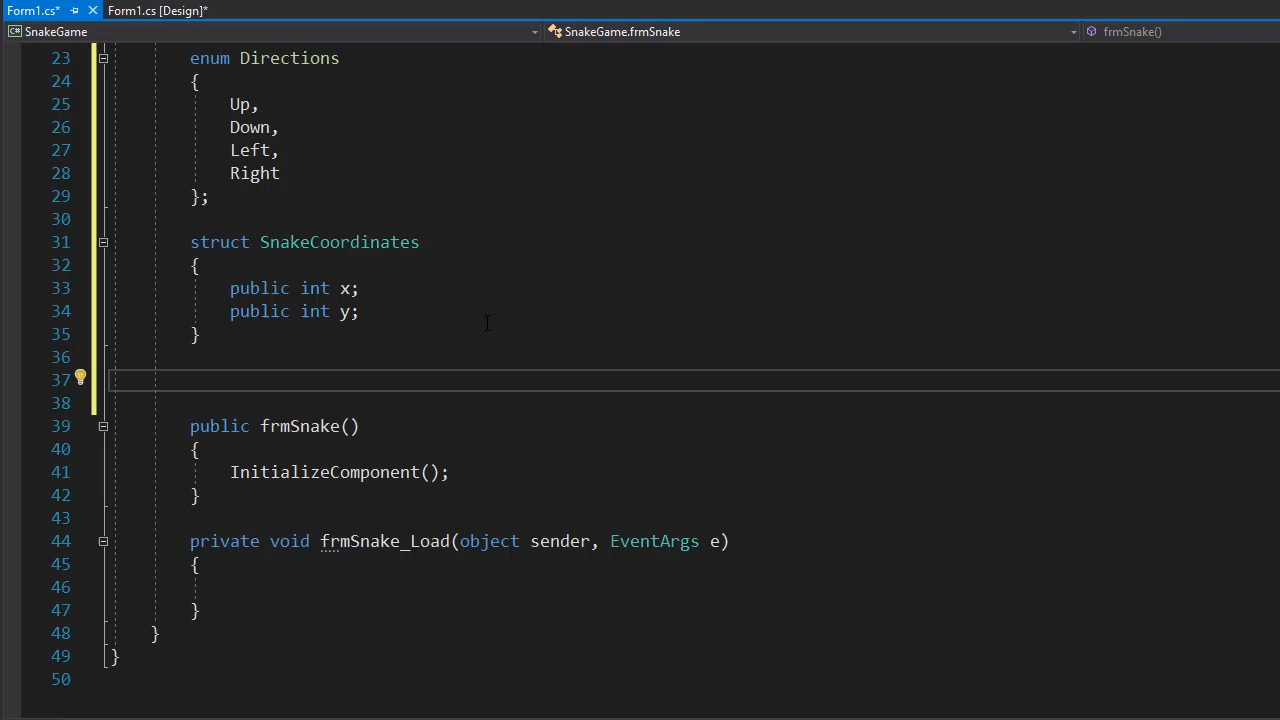 Form1.cs* Form1.cs [Design]*
SnakeGame SnakeGame.frmSnake frmSnake()
23 enum Directions
24 {
25 Up,
26 Down,
27 Left,
28 Right
29 };
30
31 struct SnakeCoordinates
32 {
33 public int x;
34 public int y;
35 }
36
37
38
39 public frmSnake()
40 {
41 InitializeComponent();
42 }
43
44 private void frmSnake_Load(object sender, EventArgs e)
45 {
46
47 }
48 }
49 }
50